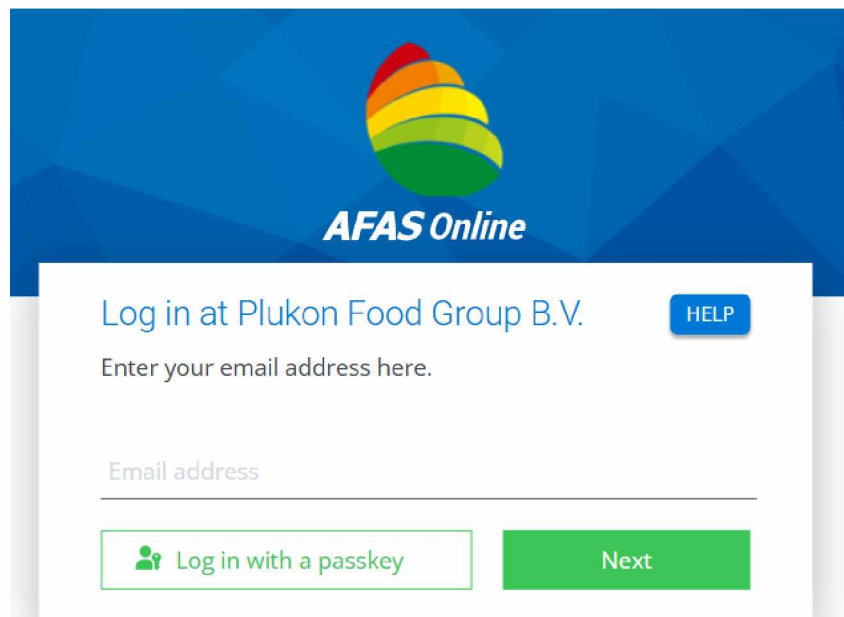 AFAS Online
Log in at Plukon Food Group B.V.
HELP
Enter your email address here.
Email address
Log in with a passkey
Next